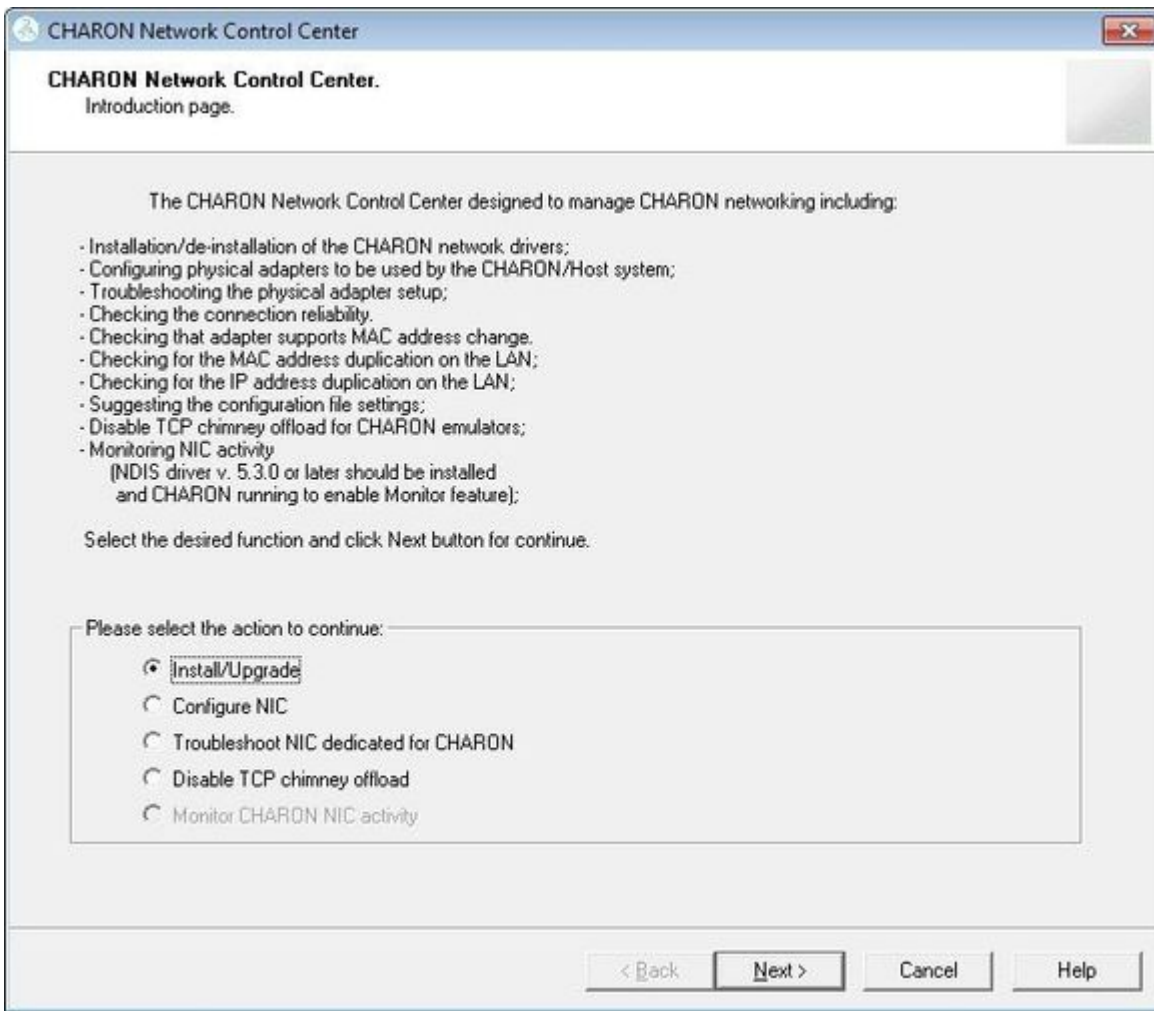 CHARON Network Control Center
CHARON Network Control Center.
Introduction page.
The CHARON Network Control Center designed to manage CHARON networking including:
- Installation/de-installation of the CHARON network drivers;
- Configuring physical adapters to be used by the CHARON/Host system;
- Troubleshooting the physical adapter setup;
- Checking the connection reliability.
- Checking that adapter supports MAC address change.
- Checking for the MAC address duplication on the LAN;
- Checking for the IP address duplication on the LAN;
- Suggesting the configuration file settings;
- Disable TCP chimney offload for CHARON emulators;
- Monitoring NIC activity
(NDIS driver v. 5.3.0 or later should be installed
and CHARON running to enable Monitor feature);
Select the desired function and click Next button for continue.
Please select the action to continue:
Install/Upgrade
Configure NIC
Troubleshoot NIC dedicated for CHARON
Disable TCP chimney offload
Monitor CHARON NIC activity
< Back
Next >
Cancel
Help